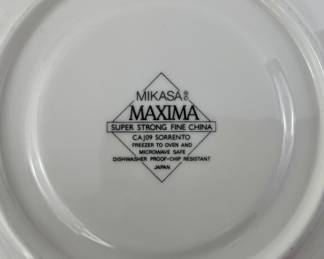 MIKASA®
MAXIMA
SUPER STRONG FINE CHINA
CAJ09 SORRENTO
FREEZER TO OVEN AND
MICROWAVE SAFE
DISHWASHER PROOF-CHIP RESISTANT
JAPAN